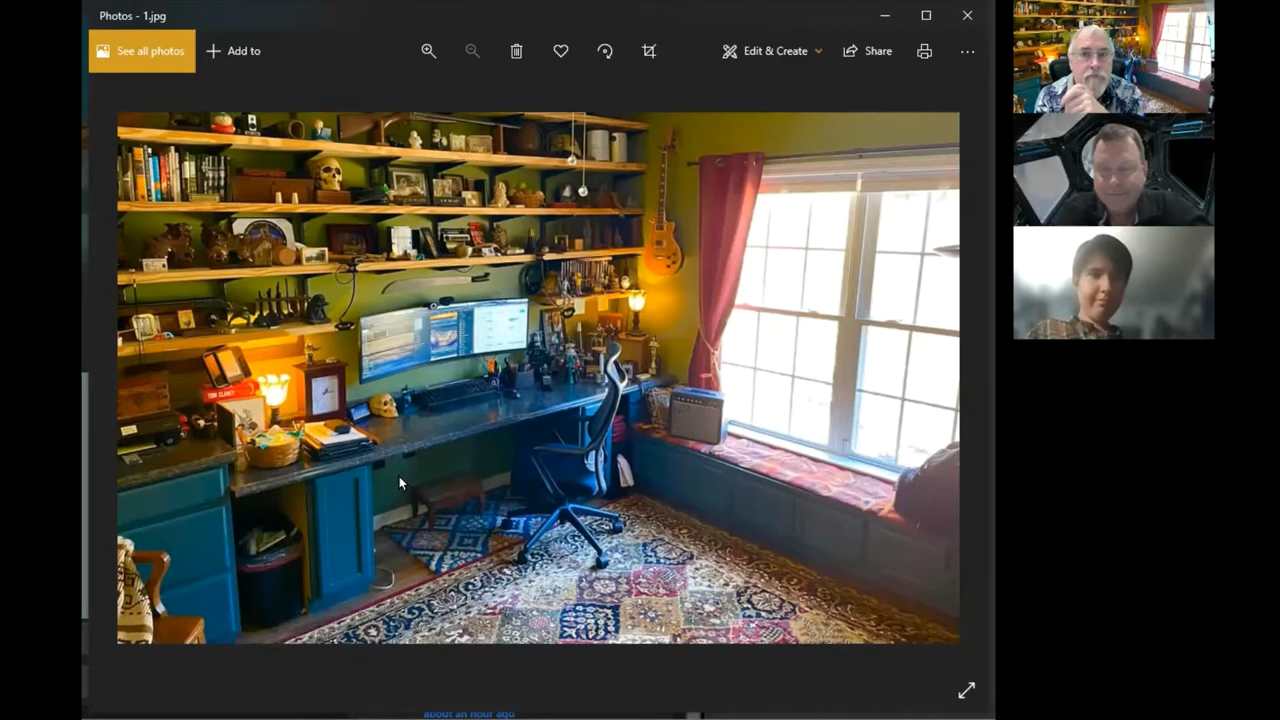 Photos - 1.jpg
See all photos
Add to
Edit & Create
Share
TOM CLANCY
about an hour ago